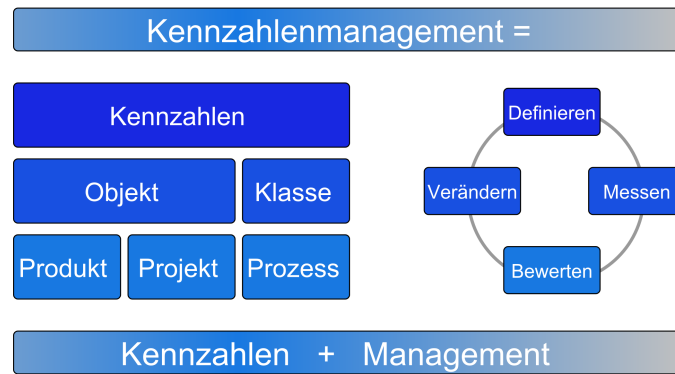 Kennzahlenmanagement =
Kennzahlen
Objekt
Klasse
Produkt
Projekt
Prozess
Definieren
Verändern
Messen
Bewerten
Kennzahlen + Management